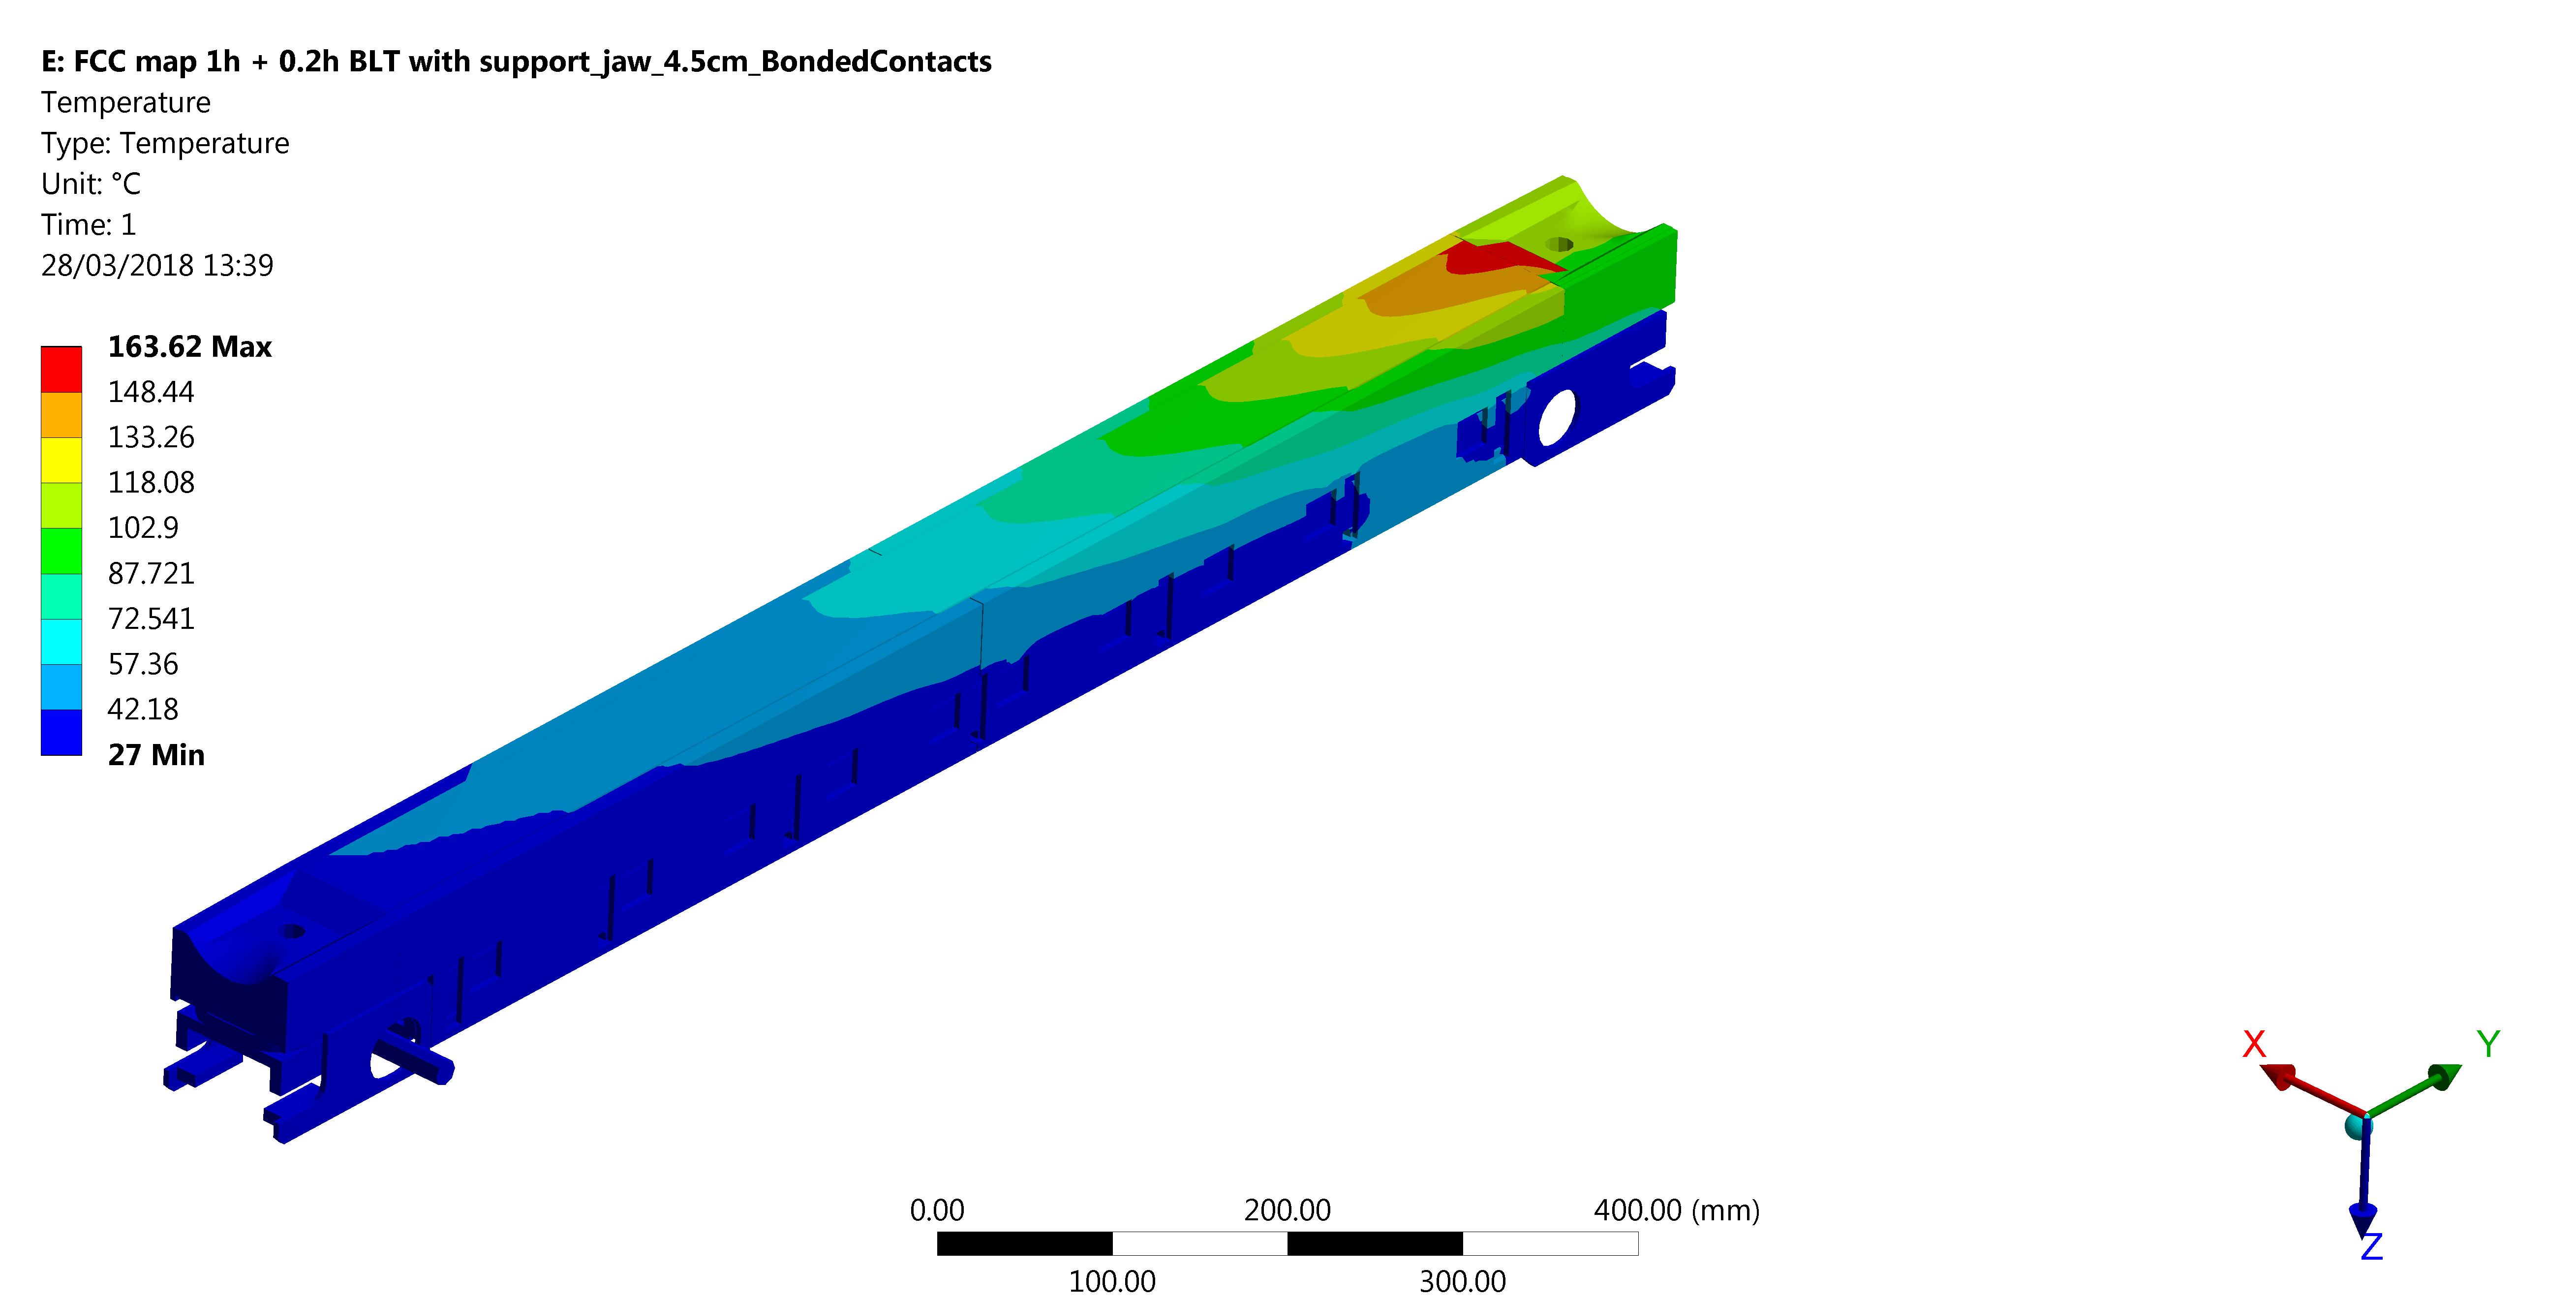 E: FCC map 1h + 0.2h BLT with support_jaw_4.5cm_BondedContacts
Temperature
Type: Temperature
Unit: °C
Time: 1
28/03/2018 13:39
163.62 Max
148.44
133.26
118.08
102.9
87.721
72.541
57.36
42.18
27 Min
X
Y
Z
0.00 200.00 400.00 (mm)
100.00 300.00